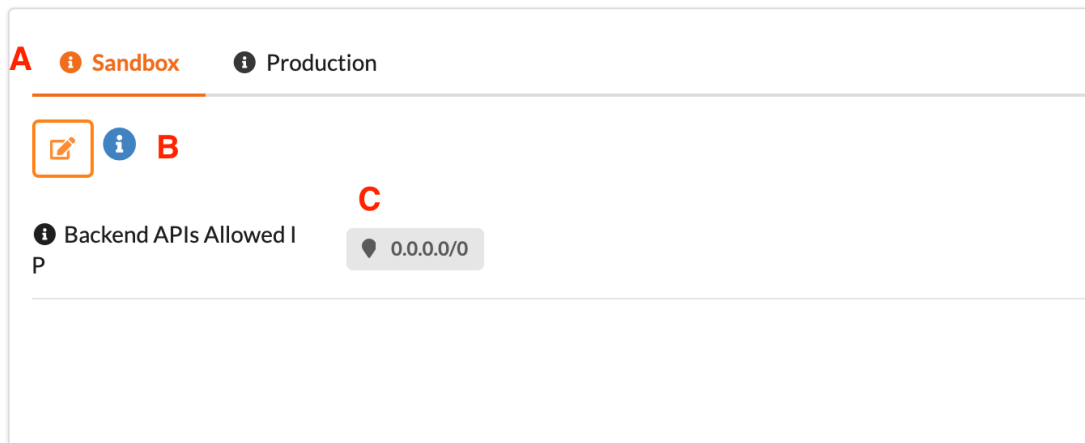 A Sandbox Production
B
C
Backend APIs Allowed I
P
0.0.0.0/0